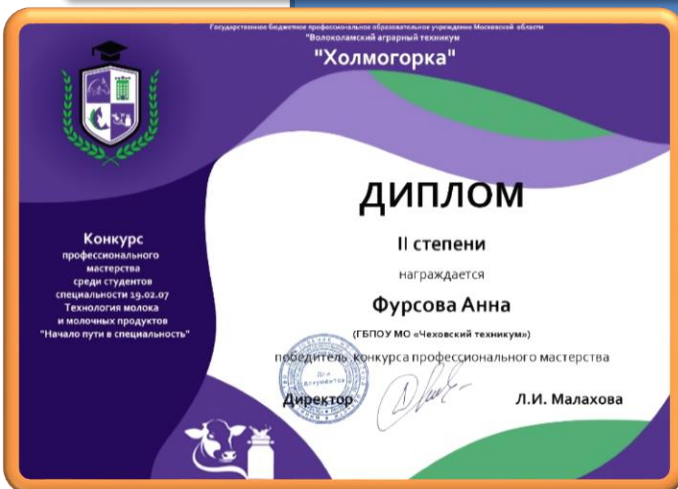 Государственное бюджетное профессиональное образовательное учреждение Московской области
"Волоколамский аграрный техникум
"Холмогорка"
Конкурс
профессионального
мастерства
среди студентов
специальности 19.02.07
Технология молока
и молочных продуктов
"Начало пути в специальность"
ДИПЛОМ
II степени
награждается
Фурсова Анна
(ГБПОУ МО «Чеховский техникум»)
победитель конкурса профессионального мастерства
Для
документов
Директор
Л.И. Малахова